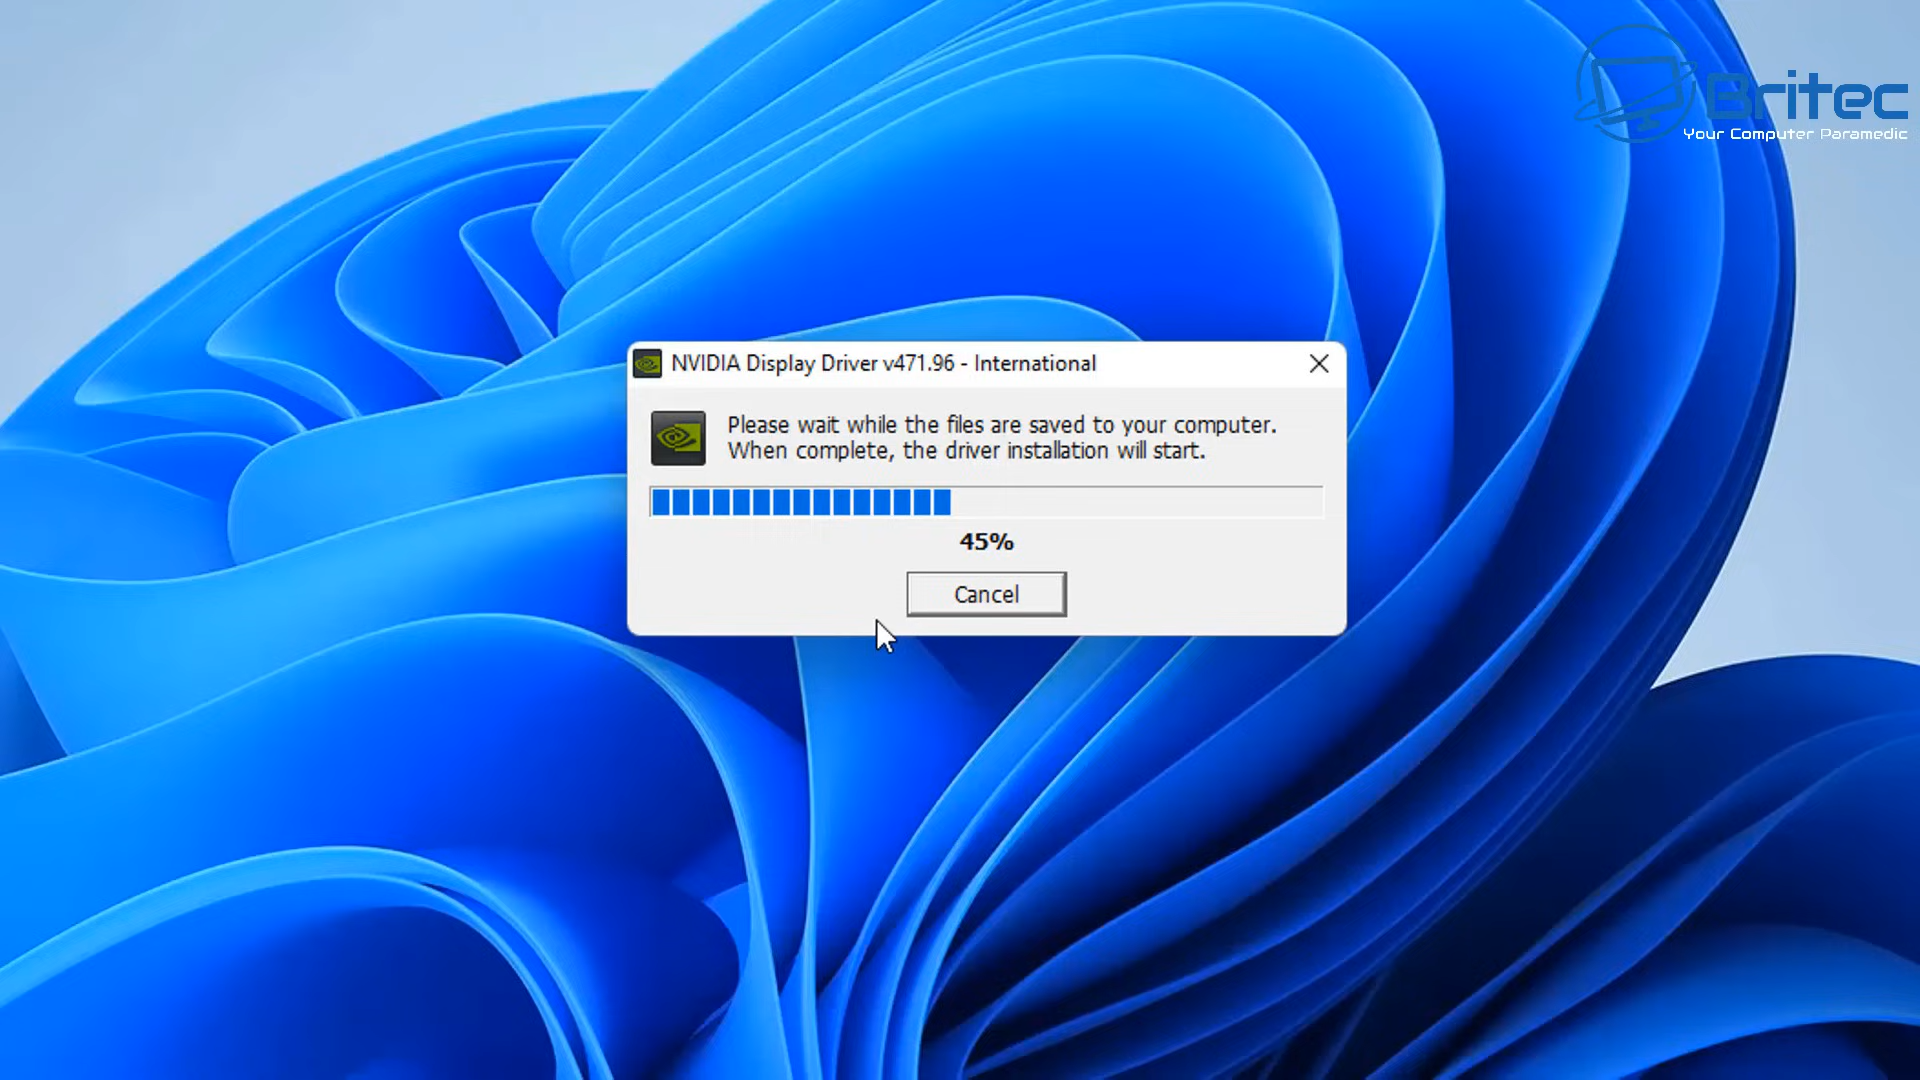 Britec
Your Computer Paramedic
NVIDIA Display Driver v471.96 - International
Please wait while the files are saved to your computer.
When complete, the driver installation will start.
45%
Cancel